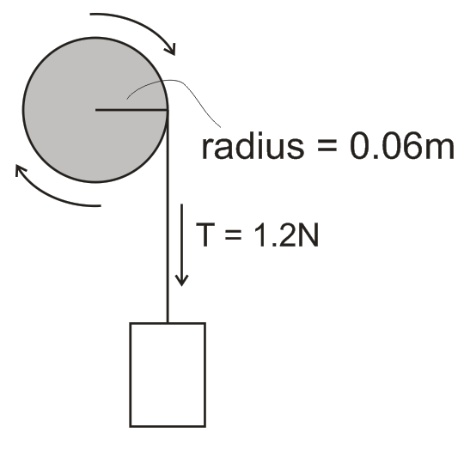 radius = 0.06m
T = 1.2N